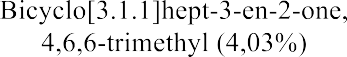 Bicyclo[3.1.1]hept-3-en-2-one,
4,6,6-trimethyl (4,03%)